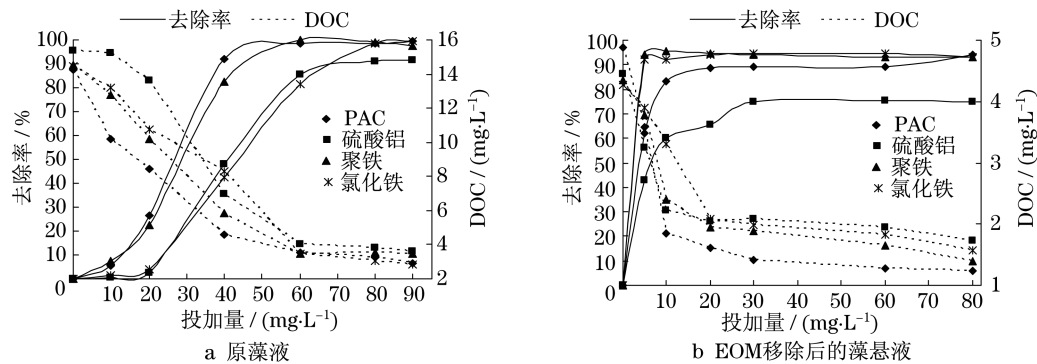 去除率 DOC
100 90 80 70 60 50 40 30 20 10 0
去除率 / %
16 14 12 10 8 6 4 2
DOC / (mg·L⁻¹)
PAC
硫酸铝
聚铁
氯化铁
0 10 20 30 40 50 60 70 80 90
投加量 / (mg·L⁻¹)
a 原藻液
去除率 DOC
100 90 80 70 60 50 40 30 20 10 0
去除率 / %
5 4 3 2 1
DOC / (mg·L⁻¹)
PAC
硫酸铝
聚铁
氯化铁
0 10 20 30 40 50 60 70 80
投加量 / (mg·L⁻¹)
b EOM移除后的藻悬液